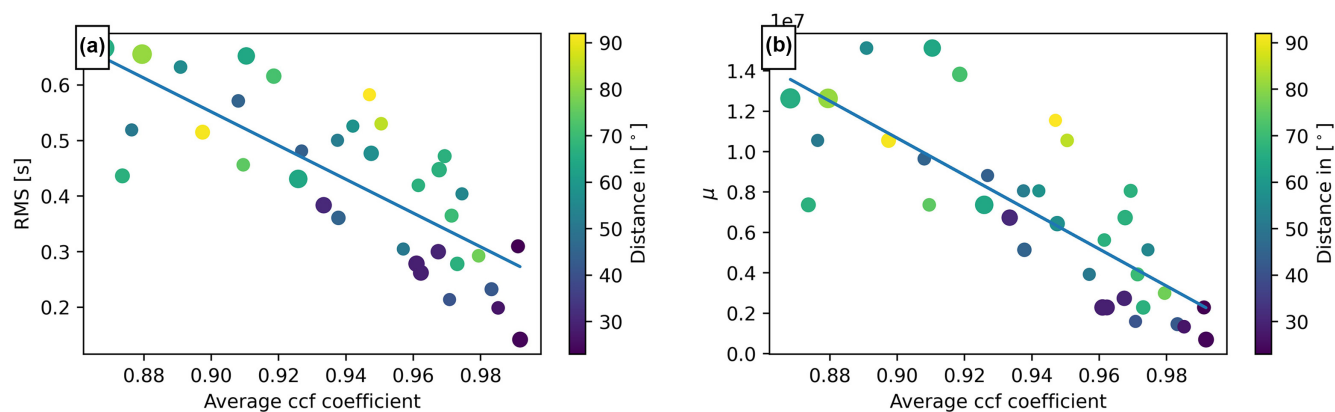 (a)
RMS [s]
0.6
0.5
0.4
0.3
0.2
0.88 0.90 0.92 0.94 0.96 0.98
Average ccf coefficient
90
80
70
60
50
40
30
Distance in [°]
1e7
(b)
μ
1.4
1.2
1.0
0.8
0.6
0.4
0.2
0.0
0.88 0.90 0.92 0.94 0.96 0.98
Average ccf coefficient
90
80
70
60
50
40
30
Distance in [°]